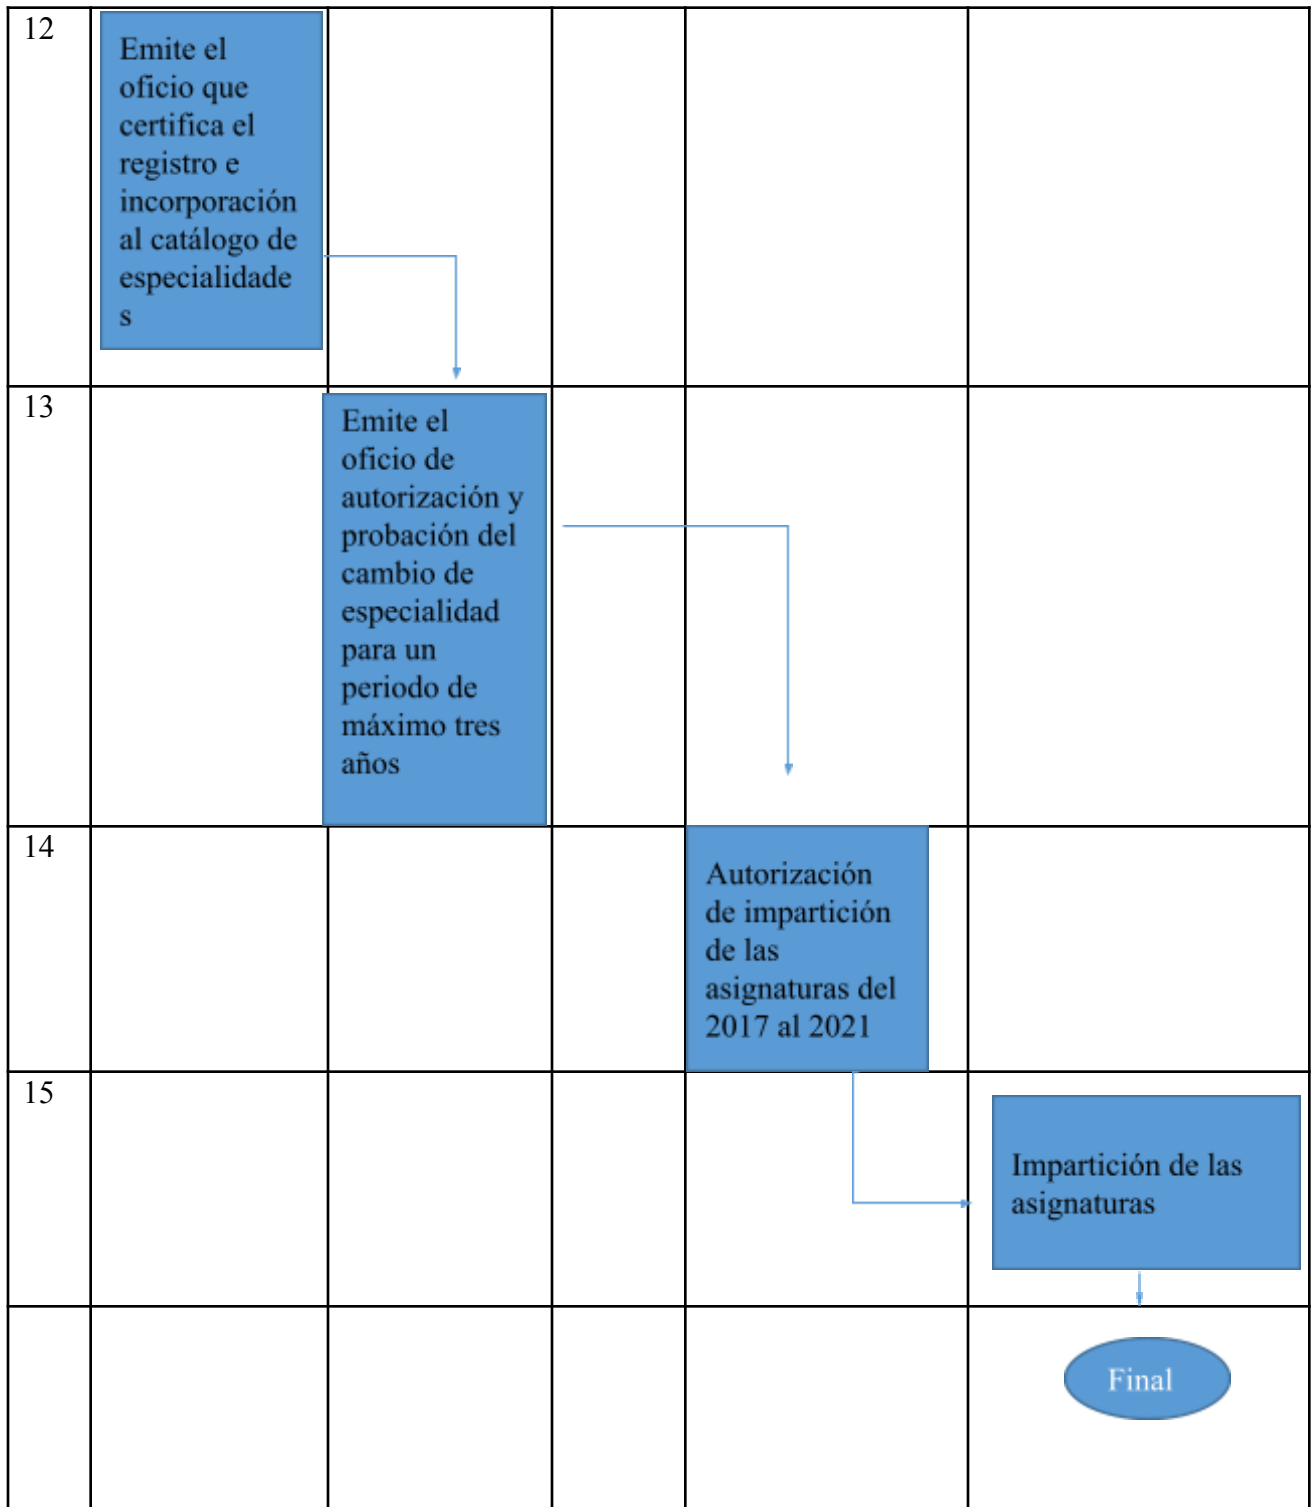 12
Emite el
oficio que
certifica el
registro e
incorporación
al catálogo de
especialidade
s
13
Emite el
oficio de
autorización y
probación del
cambio de
especialidad
para un
periodo de
máximo tres
años
14
Autorización
de impartición
de las
asignaturas del
2017 al 2021
15
Impartición de las
asignaturas
Final